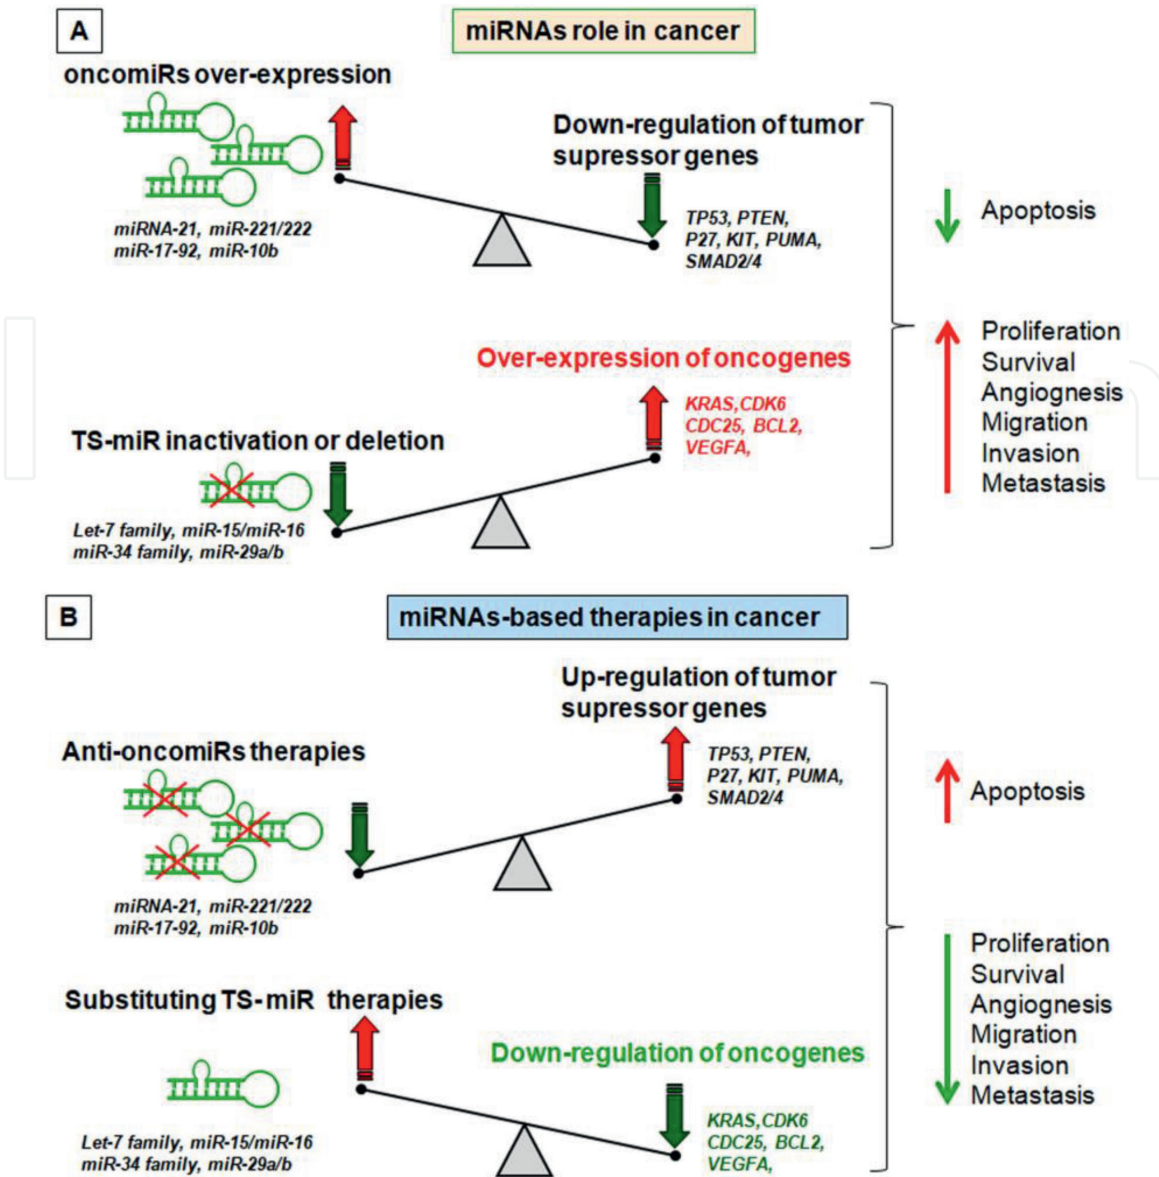 A
miRNAs role in cancer
oncomiRs over-expression
miRNA-21, miR-221/222
miR-17-92, miR-10b
Down-regulation of tumor
supressor genes
TP53, PTEN,
P27, KIT, PUMA,
SMAD2/4
Apoptosis
Over-expression of oncogenes
KRAS,CDK6
CDC25, BCL2,
VEGFA,
TS-miR inactivation or deletion
Let-7 family, miR-15/miR-16
miR-34 family, miR-29a/b
Proliferation
Survival
Angiognesis
Migration
Invasion
Metastasis
B
miRNAs-based therapies in cancer
Up-regulation of tumor
supressor genes
TP53, PTEN,
P27, KIT, PUMA,
SMAD2/4
Anti-oncomiRs therapies
miRNA-21, miR-221/222
miR-17-92, miR-10b
Apoptosis
Substituting TS-miR therapies
Let-7 family, miR-15/miR-16
miR-34 family, miR-29a/b
Down-regulation of oncogenes
KRAS,CDK6
CDC25, BCL2,
VEGFA,
Proliferation
Survival
Angiognesis
Migration
Invasion
Metastasis